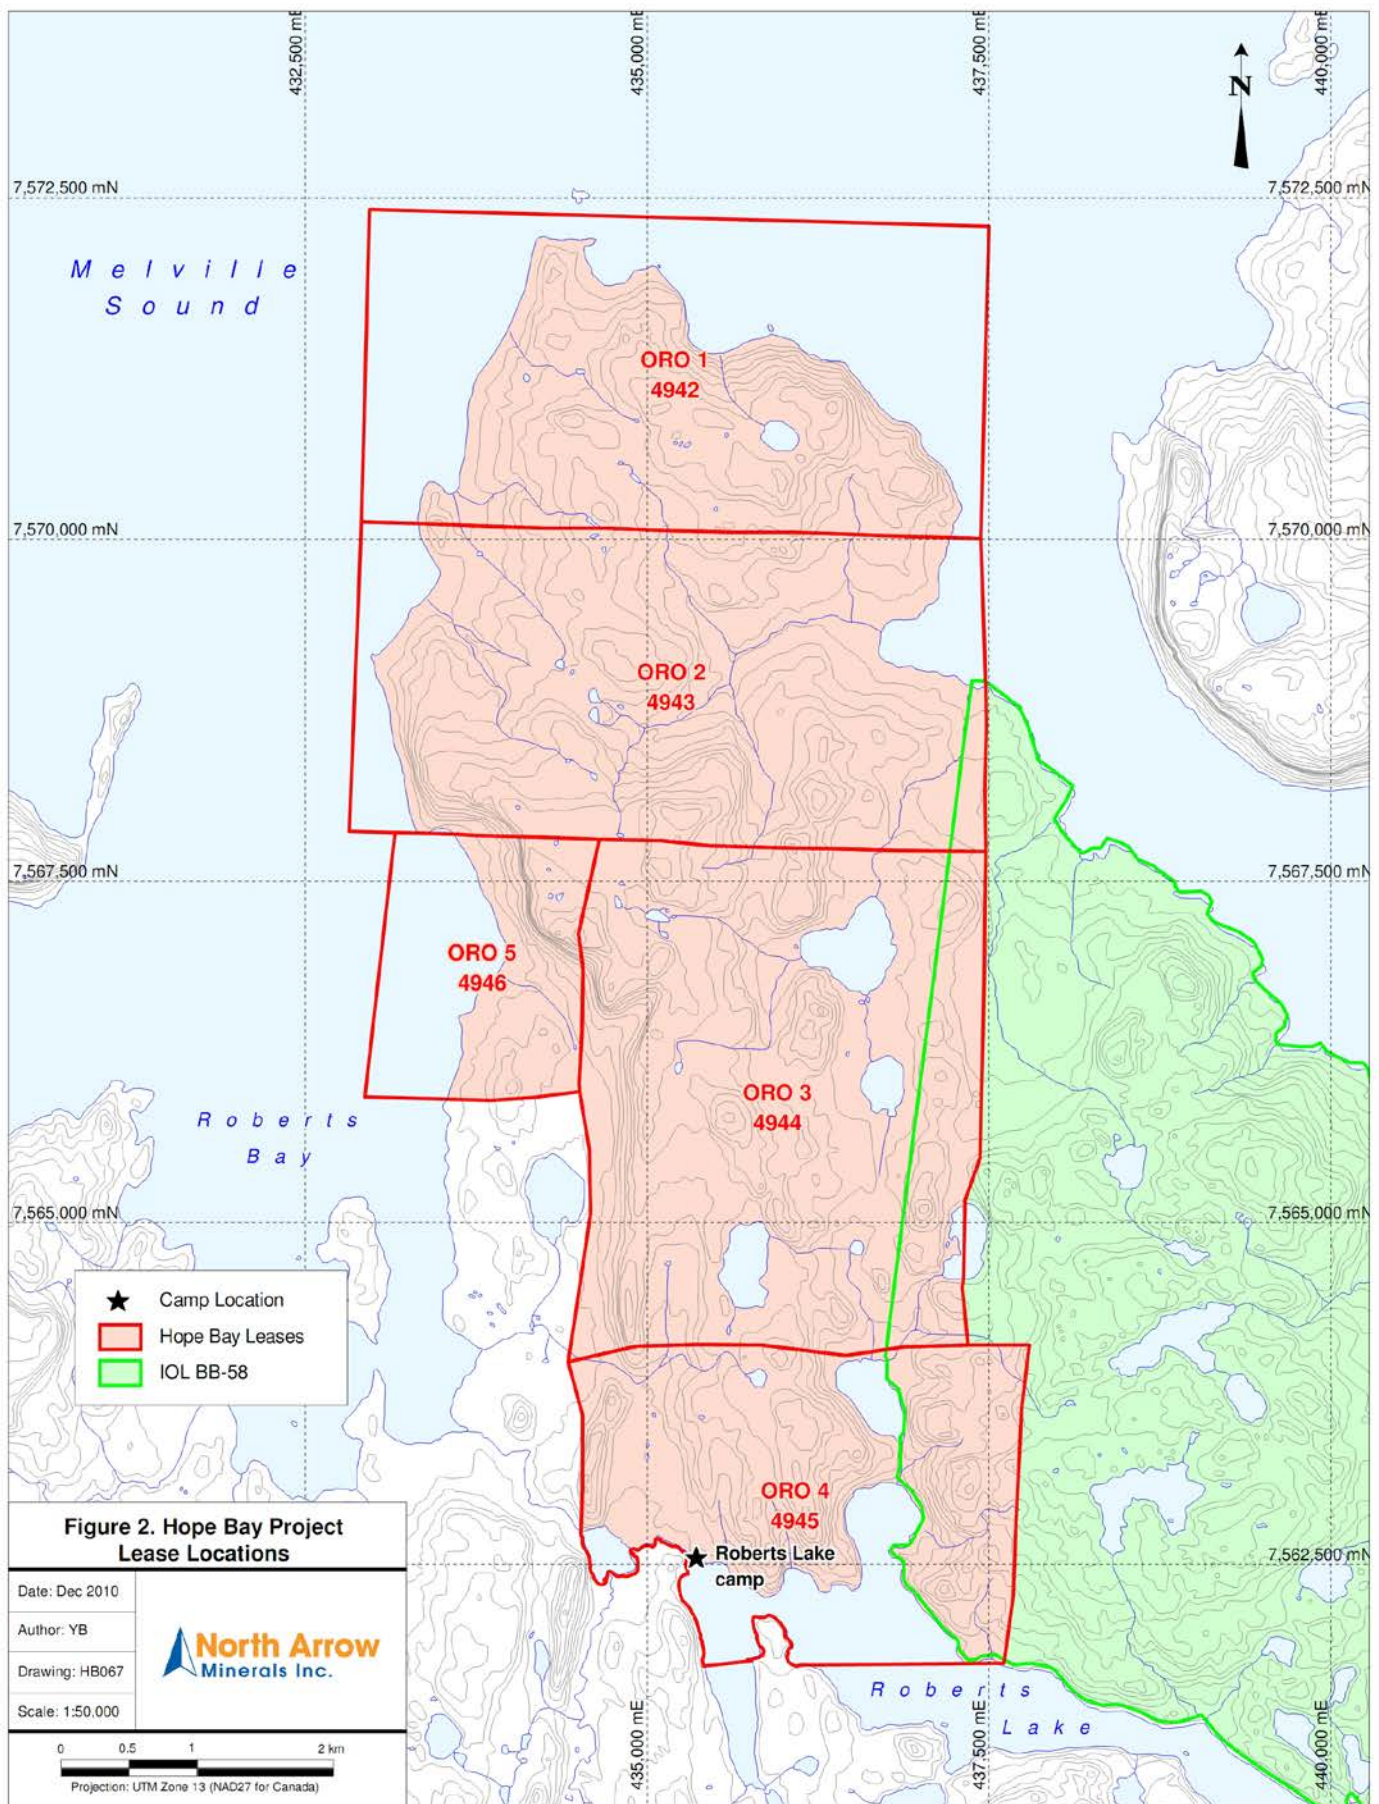 432,500 mE
435,000 mE
437,500 mE
440,000 mE
N
7,572,500 mN
7,572,500 mN
Melville
Sound
ORO 1
4942
7,570,000 mN
7,570,000 mN
ORO 2
4943
7,567,500 mN
7,567,500 mN
ORO 5
4946
ORO 3
4944
Roberts
Bay
7,565,000 mN
7,565,000 mN
Camp Location
Hope Bay Leases
IOL BB-58
ORO 4
4945
Roberts Lake
camp
7,562,500 mN
Figure 2. Hope Bay Project
Lease Locations
Date: Dec 2010
Author: YB
Drawing: HB067
Scale: 1:50,000
North Arrow
Minerals Inc.
Roberts
Lake
0 0.5 1 2 km
Projection: UTM Zone 13 (NAD27 for Canada)
435,000 mE
437,500 mE
440,000 mE